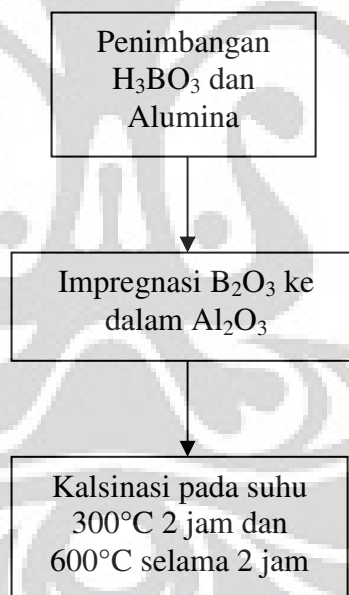 Penimbangan
H₃BO₃ dan
Alumina
Impregnasi B₂O₃ ke
dalam Al₂O₃
Kalsinasi pada suhu
300°C 2 jam dan
600°C selama 2 jam